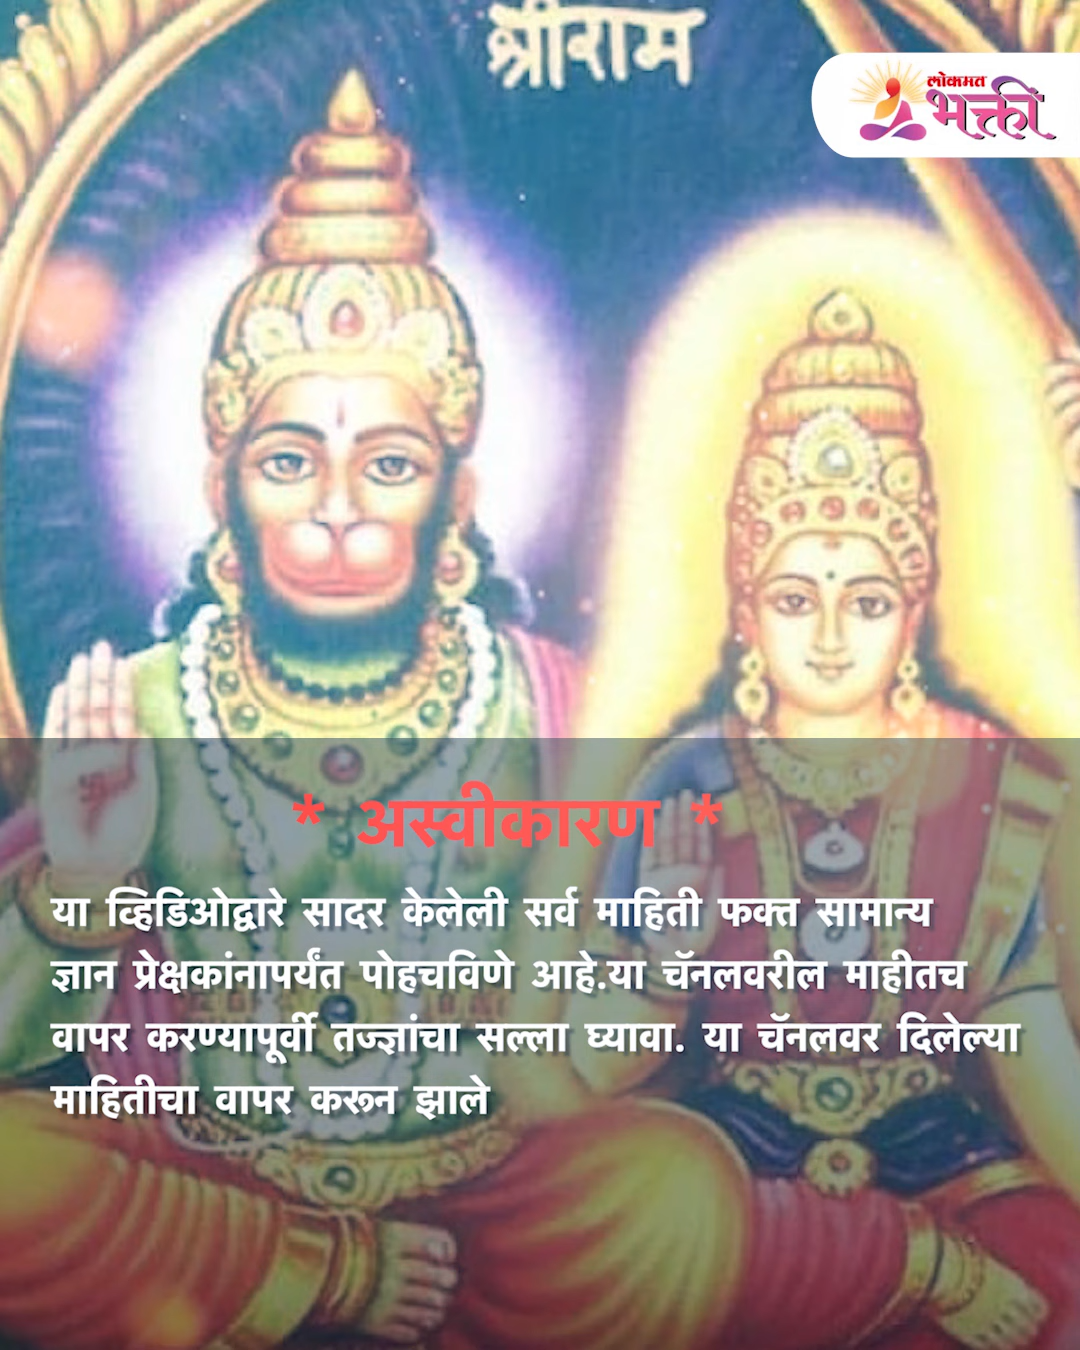 श्रीराम
लोकमत
भक्ती
* अस्वीकारण *
या व्हिडिओद्वारे सादर केलेली सर्व माहिती फक्त सामान्य
ज्ञान प्रेक्षकांनापर्यंत पोहचविणे आहे.या चॅनलवरील माहीतच
वापर करण्यापूर्वी तज्ज्ञांचा सल्ला घ्यावा. या चॅनलवर दिलेल्या
माहितीचा वापर करून झाले